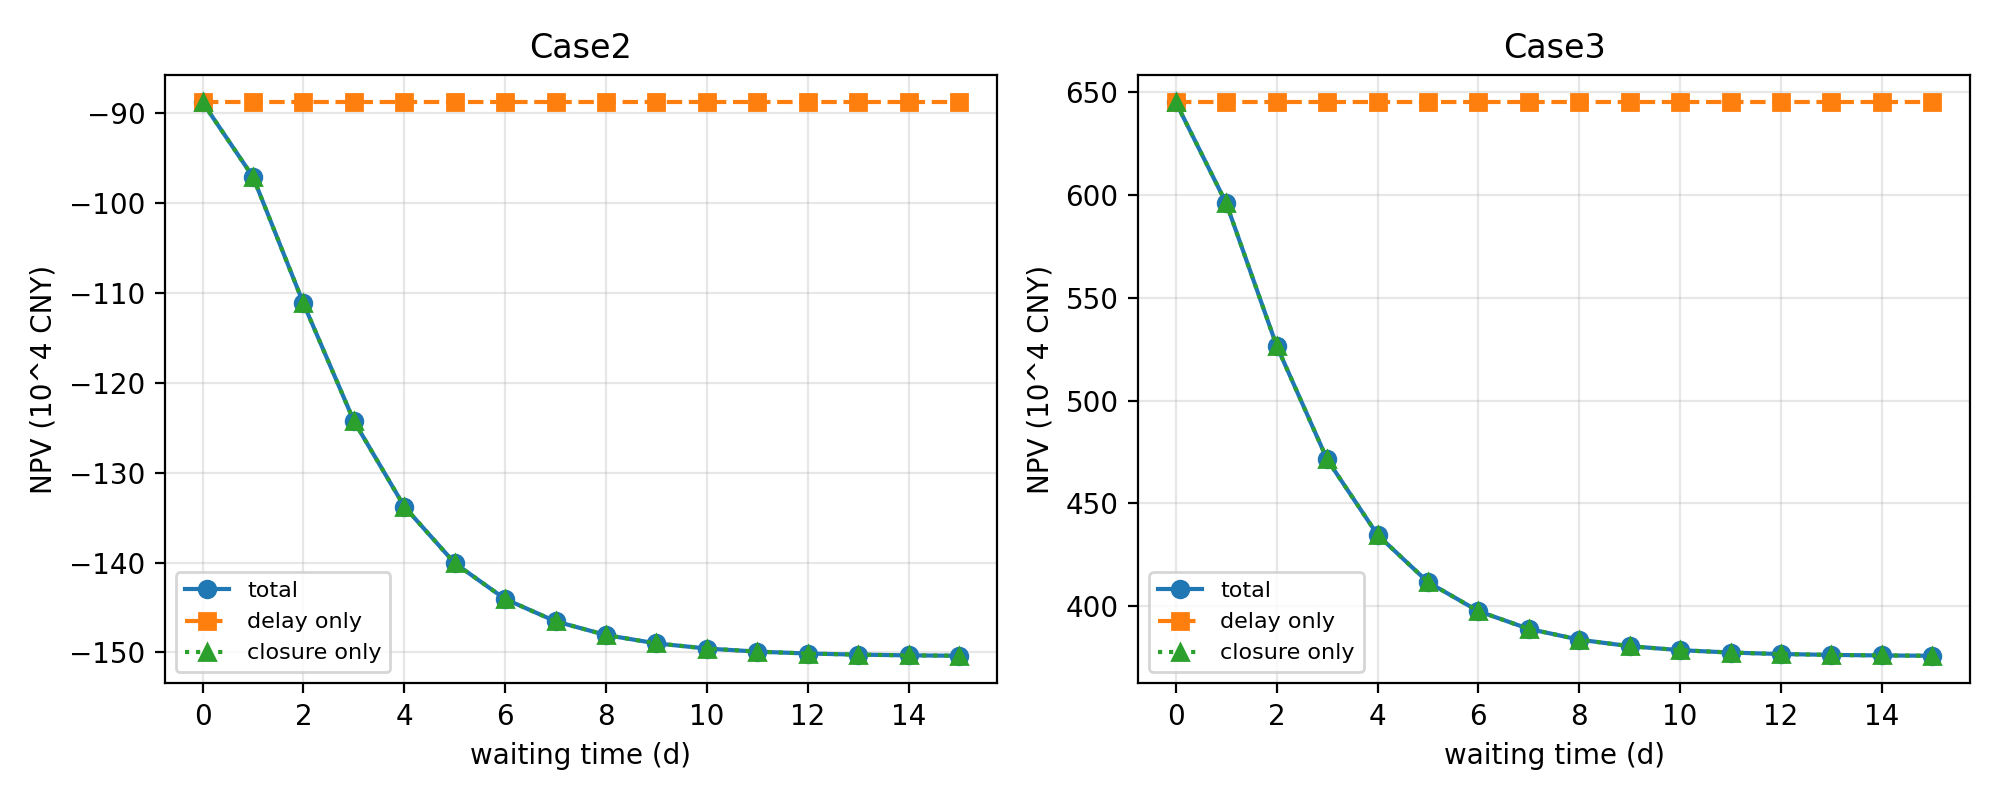 Case2
NPV (10^4 CNY)
−90
−100
−110
−120
−130
−140
−150
total
delay only
closure only
0 2 4 6 8 10 12 14
waiting time (d)
Case3
NPV (10^4 CNY)
650
600
550
500
450
400
total
delay only
closure only
0 2 4 6 8 10 12 14
waiting time (d)